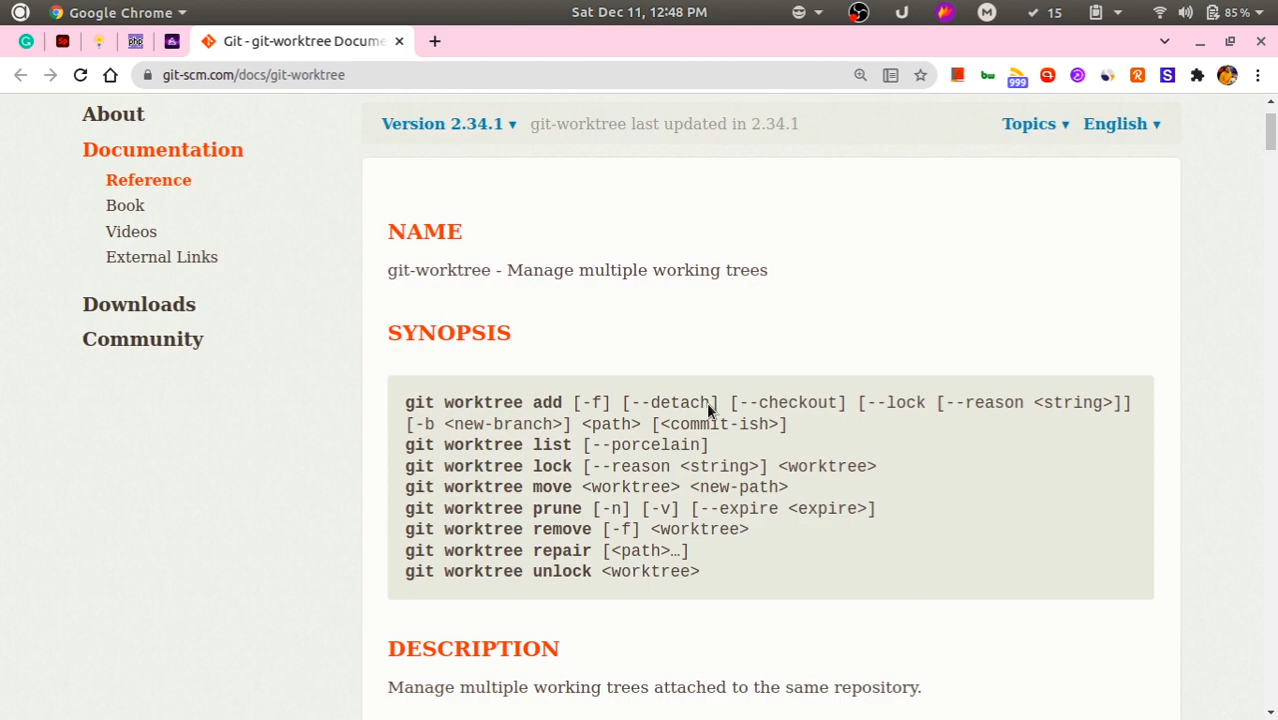 Google Chrome
Sat Dec 11, 12:48 PM
M
15
85 %
Sp
php
Git - git-worktree Docume
git-scm.com/docs/git-worktree
999
About
Documentation
Reference
Book
Videos
External Links
Downloads
Community
Version 2.34.1 ▾ git-worktree last updated in 2.34.1
Topics ▾ English ▾
NAME
git-worktree - Manage multiple working trees
SYNOPSIS
git worktree add [-f] [--detach] [--checkout] [--lock [--reason <string>]]
[-b <new-branch>] <path> [<commit-ish>]
git worktree list [--porcelain]
git worktree lock [--reason <string>] <worktree>
git worktree move <worktree> <new-path>
git worktree prune [-n] [-v] [--expire <expire>]
git worktree remove [-f] <worktree>
git worktree repair [<path>…]
git worktree unlock <worktree>
DESCRIPTION
Manage multiple working trees attached to the same repository.